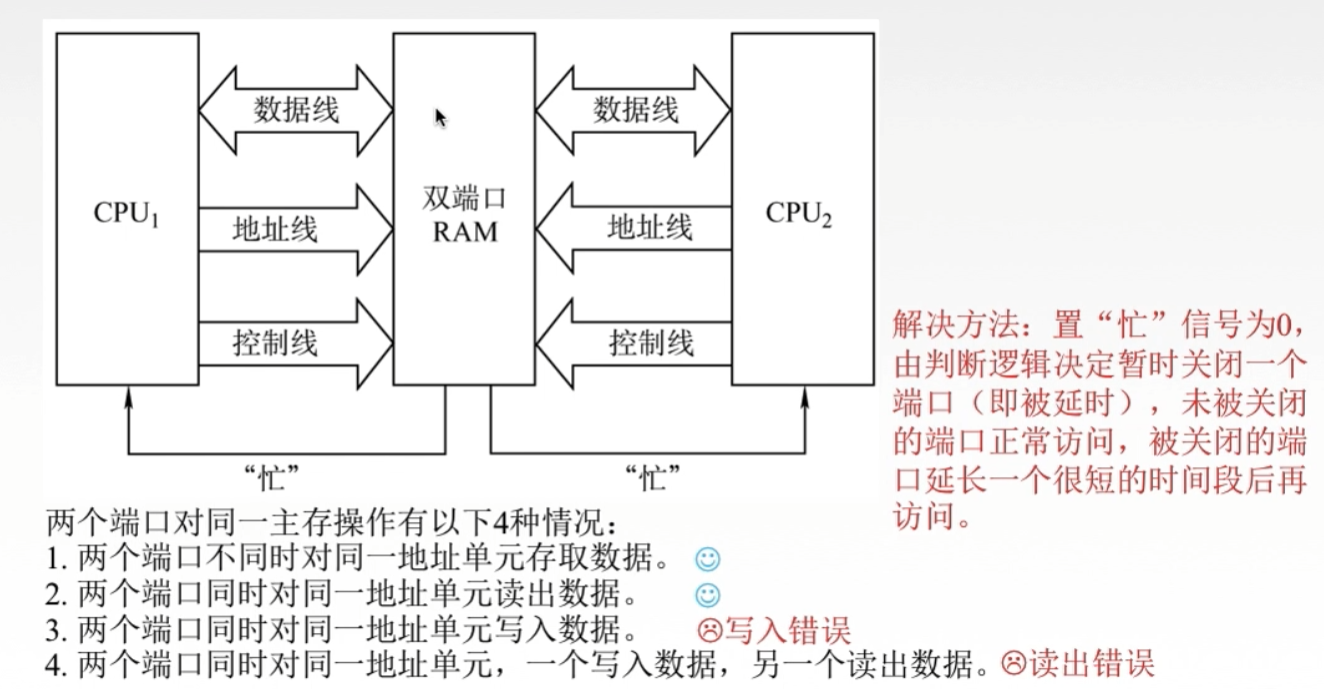 数据线
数据线
CPU₁
双端口
RAM
CPU₂
地址线
地址线
控制线
控制线
“忙”
“忙”
解决方法：置“忙”信号为0，
由判断逻辑决定暂时关闭一个
端口（即被延时），未被关闭
的端口正常访问，被关闭的端
口延长一个很短的时间段后再
访问。
两个端口对同一主存操作有以下4种情况：
1. 两个端口不同时对同一地址单元存取数据。
2. 两个端口同时对同一地址单元读出数据。
3. 两个端口同时对同一地址单元写入数据。 写入错误
4. 两个端口同时对同一地址单元，一个写入数据，另一个读出数据。读出错误